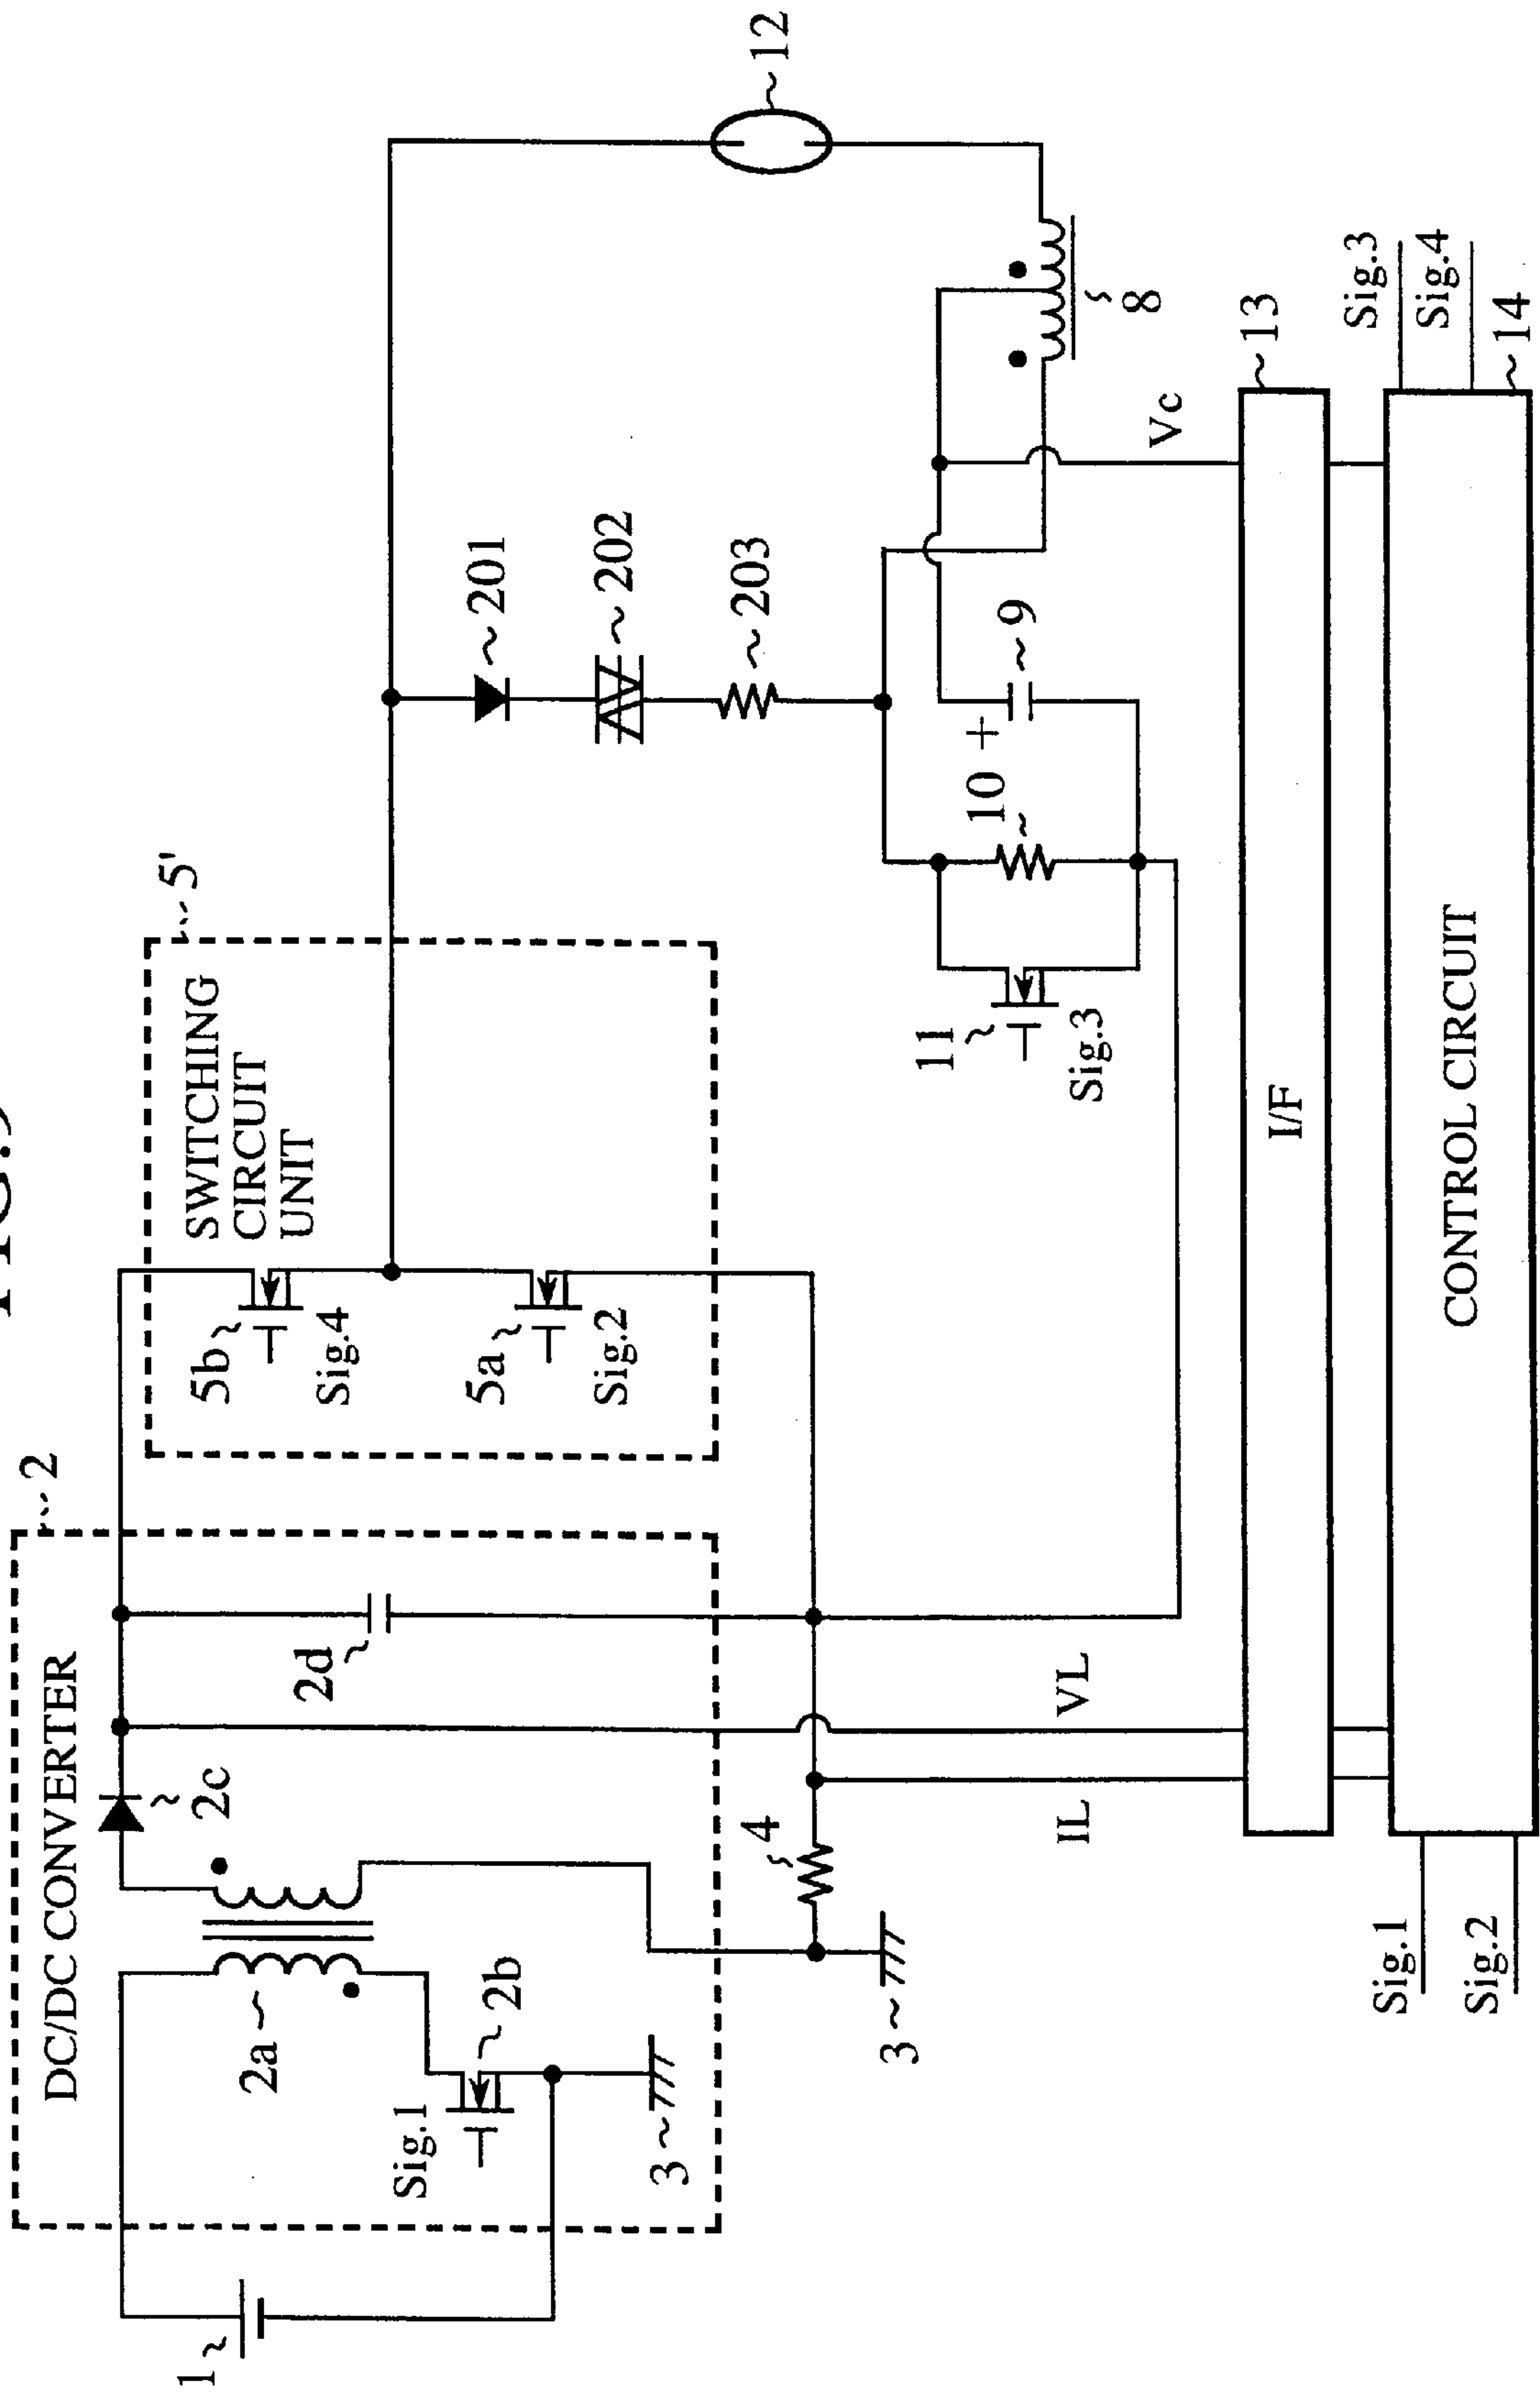 DC/DC CONVERTER
2
SWITCHING
CIRCUIT
UNIT
5'
1
2a
Sig.1
2b
3
2c
2d
5b
Sig.4
5a
Sig.2
201
202
203
12
4
3
IL
VL
11
Sig.3
10
+
9
Vc
8
I/F
13
CONTROL CIRCUIT
14
Sig.1
Sig.2
Sig.3
Sig.4